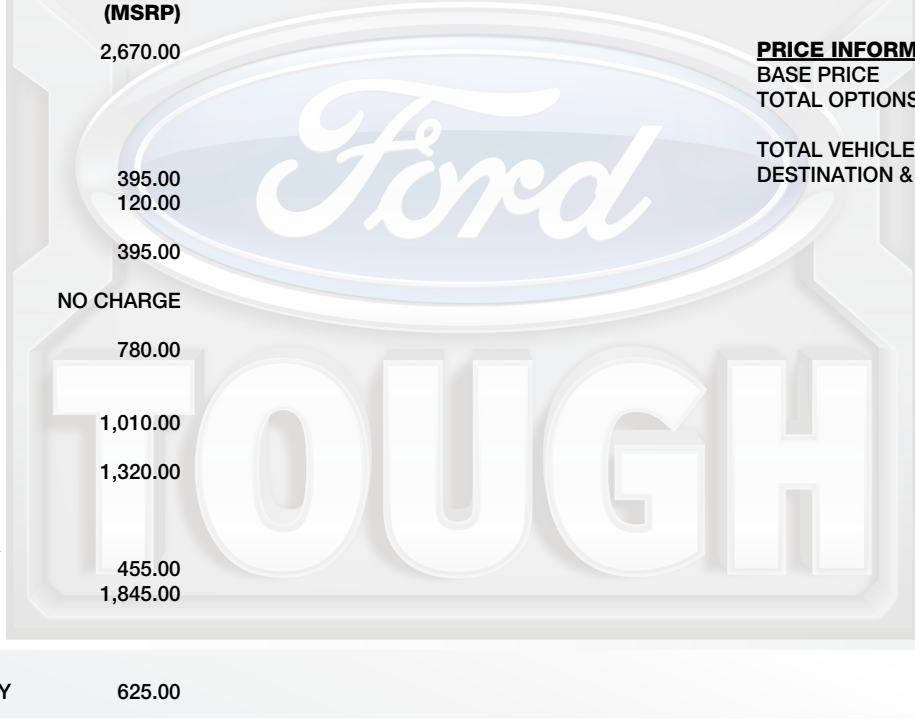 (MSRP)
2,670.00
395.00
120.00
395.00
NO CHARGE
780.00
1,010.00
1,320.00
455.00
1,845.00
Y 625.00
PRICE INFORM
BASE PRICE
TOTAL OPTIONS
TOTAL VEHICLE
DESTINATION &
Ford
TOUGH